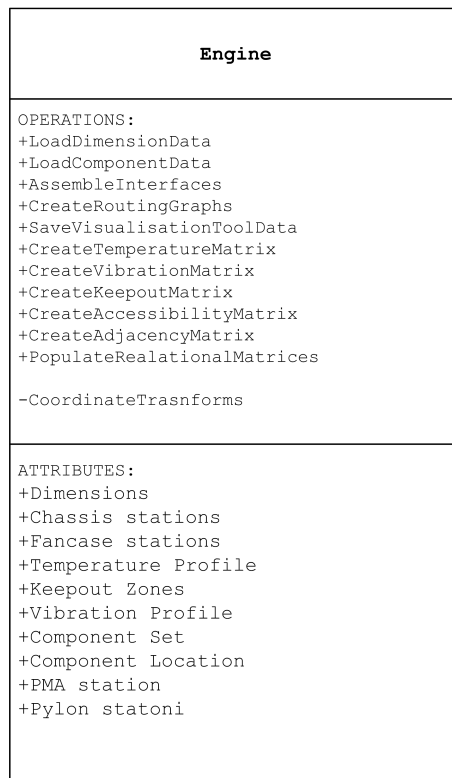 Engine
OPERATIONS:
+LoadDimensionData
+LoadComponentData
+AssembleInterfaces
+CreateRoutingGraphs
+SaveVisualisationToolData
+CreateTemperatureMatrix
+CreateVibrationMatrix
+CreateKeepoutMatrix
+CreateAccessibilityMatrix
+CreateAdjacencyMatrix
+PopulateRealationalMatrices
-CoordinateTrasnforms
ATTRIBUTES:
+Dimensions
+Chassis stations
+Fancase stations
+Temperature Profile
+Keepout Zones
+Vibration Profile
+Component Set
+Component Location
+PMA station
+Pylon statoni